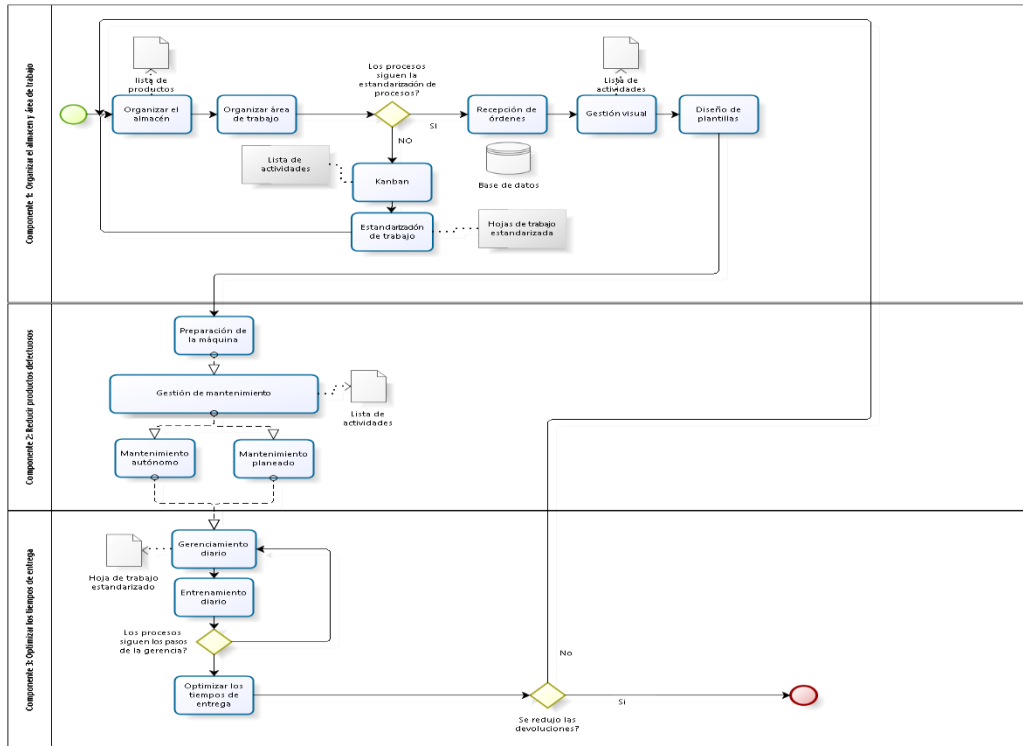 Componente 1: Organizar el almacen y área de trabajo
lista de
productos
Organizar el
almacén
Organizar área
de trabajo
Los procesos
siguen la
estandarización de
procesos?
Si
NO
Recepción de
órdenes
Base de datos
Lista de
actividades
Gestión visual
Diseño de
plantillas
Lista de
actividades
Kanban
Estandarización
de trabajo
Hojas de trabajo
estandarizada
Componente 2: Reducir productos defectuosos
Preparación de
la máquina
Gestión de mantenimiento
Lista de
actividades
Mantenimiento
autónomo
Mantenimiento
planeado
Componente 3: Optimizar los tiempos de entrega
Gerenciamiento
diario
Hoja de trabajo
estandarizado
Entrenamiento
diario
Los procesos
siguen los pasos
de la gerencia?
Optimizar los
tiempos de
entrega
No
Si
Se redujo las
devoluciones?